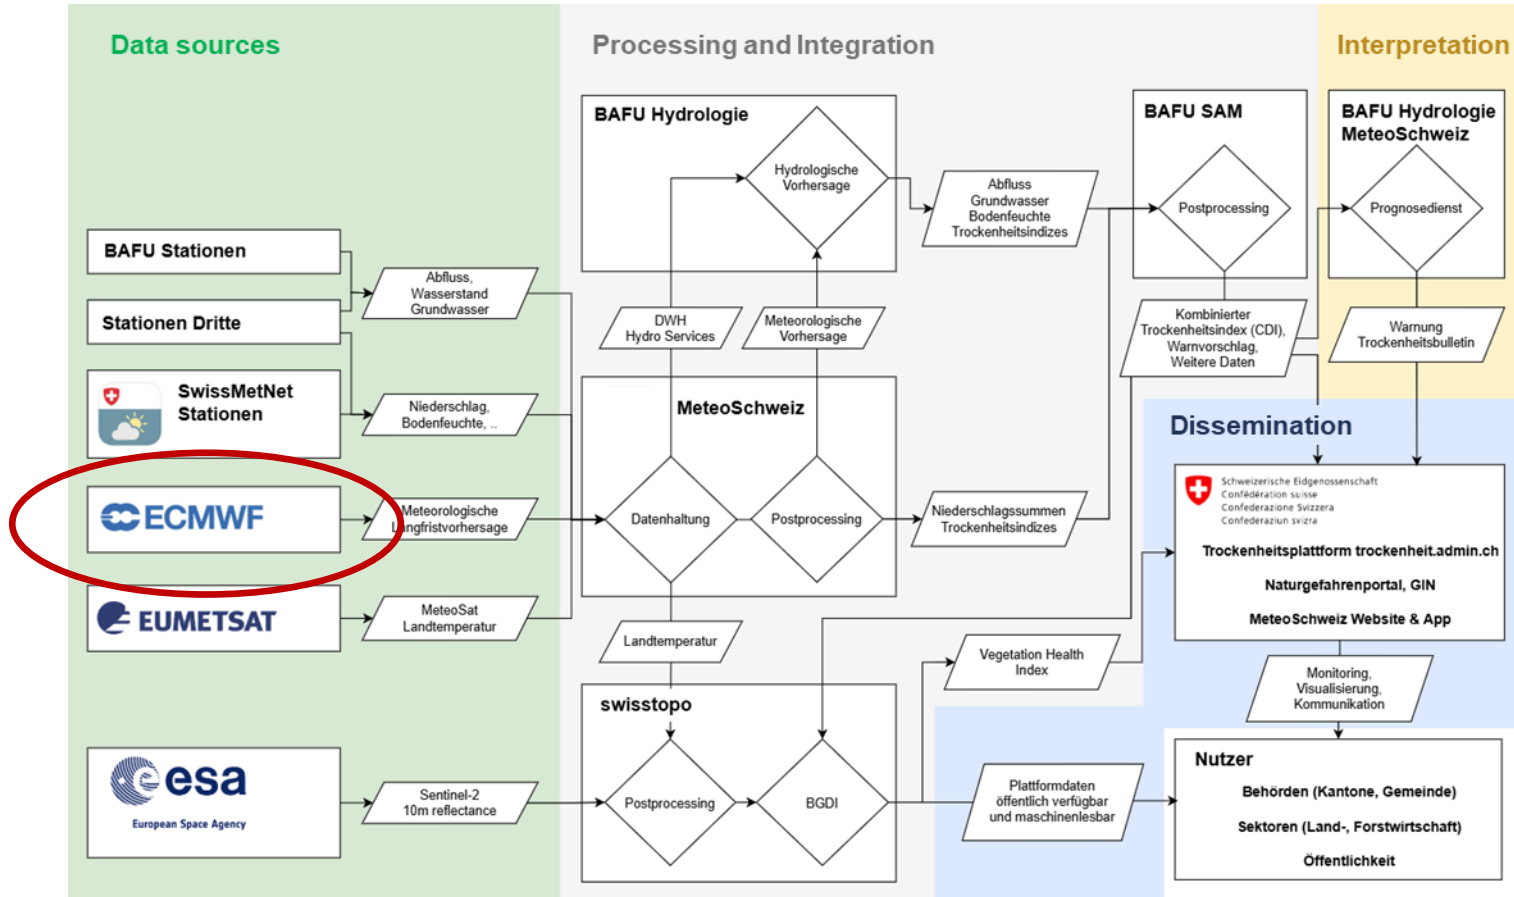 Data sources
Processing and Integration
Interpretation
BAFU Hydrologie
Hydrologische
Vorhersage
Abfluss
Grundwasser
Bodenfeuchte
Trockenheitsindizes
BAFU SAM
Postprocessing
BAFU Hydrologie
MeteoSchweiz
Prognosedienst
BAFU Stationen
Stationen Dritte
Abfluss,
Wasserstand
Grundwasser
DWH
Hydro Services
Meteorologische
Vorhersage
Kombinierter
Trockenheitsindex (CDI),
Warnvorschlag,
Weitere Daten
Warnung
Trockenheitsbulletin
SwissMetNet
Stationen
Niederschlag,
Bodenfeuchte, ..
MeteoSchweiz
Datenhaltung
Postprocessing
Niederschlagssummen
Trockenheitsindizes
ECMWF
Meteorologische
Langfristvorhersage
EUMETSAT
MeteoSat
Landtemperatur
Landtemperatur
Dissemination
Schweizerische Eidgenossenschaft
Confédération suisse
Confederazione Svizzera
Confederaziun svizra
Trockenheitsplattform trockenheit.admin.ch
Naturgefahrenportal, GIN
MeteoSchweiz Website & App
Vegetation Health
Index
Monitoring,
Visualisierung,
Kommunikation
esa
European Space Agency
Sentinel-2
10m reflectance
swisstopo
Postprocessing
BGDI
Plattformdaten
öffentlich verfügbar
und maschinenlesbar
Nutzer
Behörden (Kantone, Gemeinde)
Sektoren (Land-, Forstwirtschaft)
Öffentlichkeit